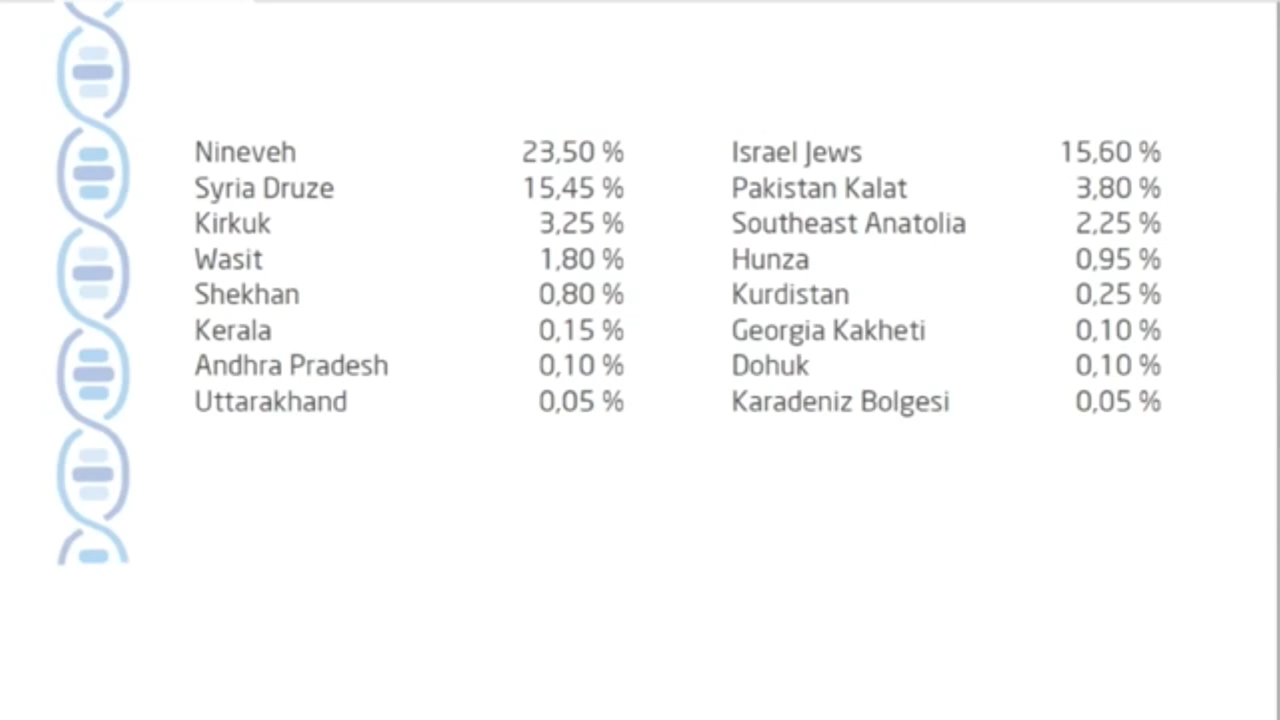 Nineveh 23,50 % Israel Jews 15,60 %
Syria Druze 15,45 % Pakistan Kalat 3,80 %
Kirkuk 3,25 % Southeast Anatolia 2,25 %
Wasit 1,80 % Hunza 0,95 %
Shekhan 0,80 % Kurdistan 0,25 %
Kerala 0,15 % Georgia Kakheti 0,10 %
Andhra Pradesh 0,10 % Dohuk 0,10 %
Uttarakhand 0,05 % Karadeniz Bolgesi 0,05 %